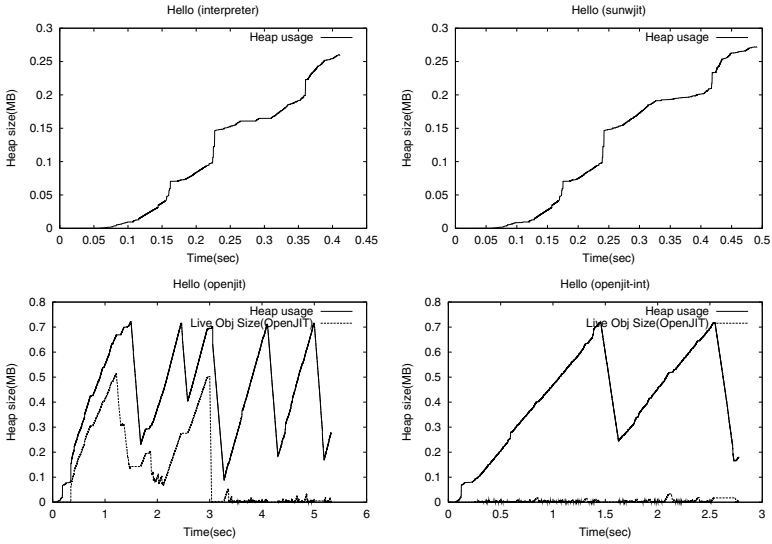 Hello (interpreter)
Heap usage
Heap size(MB)
0.3
0.25
0.2
0.15
0.1
0.05
0
0 0.05 0.1 0.15 0.2 0.25 0.3 0.35 0.4 0.45
Time(sec)
Hello (sunwjit)
Heap usage
Heap size(MB)
0.3
0.25
0.2
0.15
0.1
0.05
0
0 0.05 0.1 0.15 0.2 0.25 0.3 0.35 0.4 0.45 0.5
Time(sec)
Hello (openjit)
Heap usage
Live Obj Size(OpenJIT)
Heap size(MB)
0.8
0.7
0.6
0.5
0.4
0.3
0.2
0.1
0
0 1 2 3 4 5 6
Time(sec)
Hello (openjit-int)
Heap usage
Live Obj Size(OpenJIT)
Heap size(MB)
0.8
0.7
0.6
0.5
0.4
0.3
0.2
0.1
0
0 0.5 1 1.5 2 2.5 3
Time(sec)